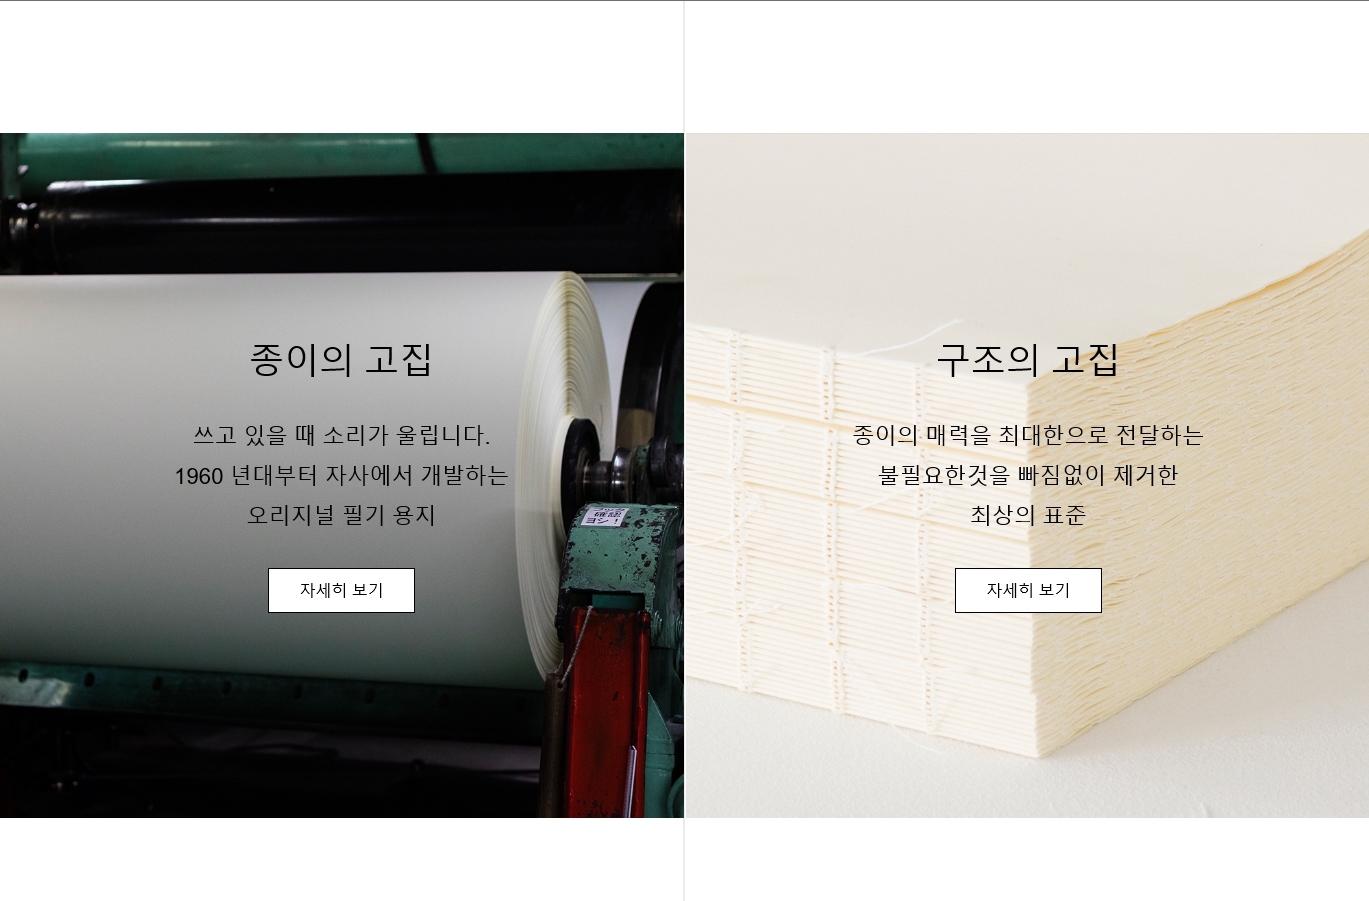 종이의 고집
쓰고 있을 때 소리가 울립니다.
1960 년대부터 자사에서 개발하는
오리지널 필기 용지
자세히 보기
確認
ヨシ！
구조의 고집
종이의 매력을 최대한으로 전달하는
불필요한것을 빠짐없이 제거한
최상의 표준
자세히 보기